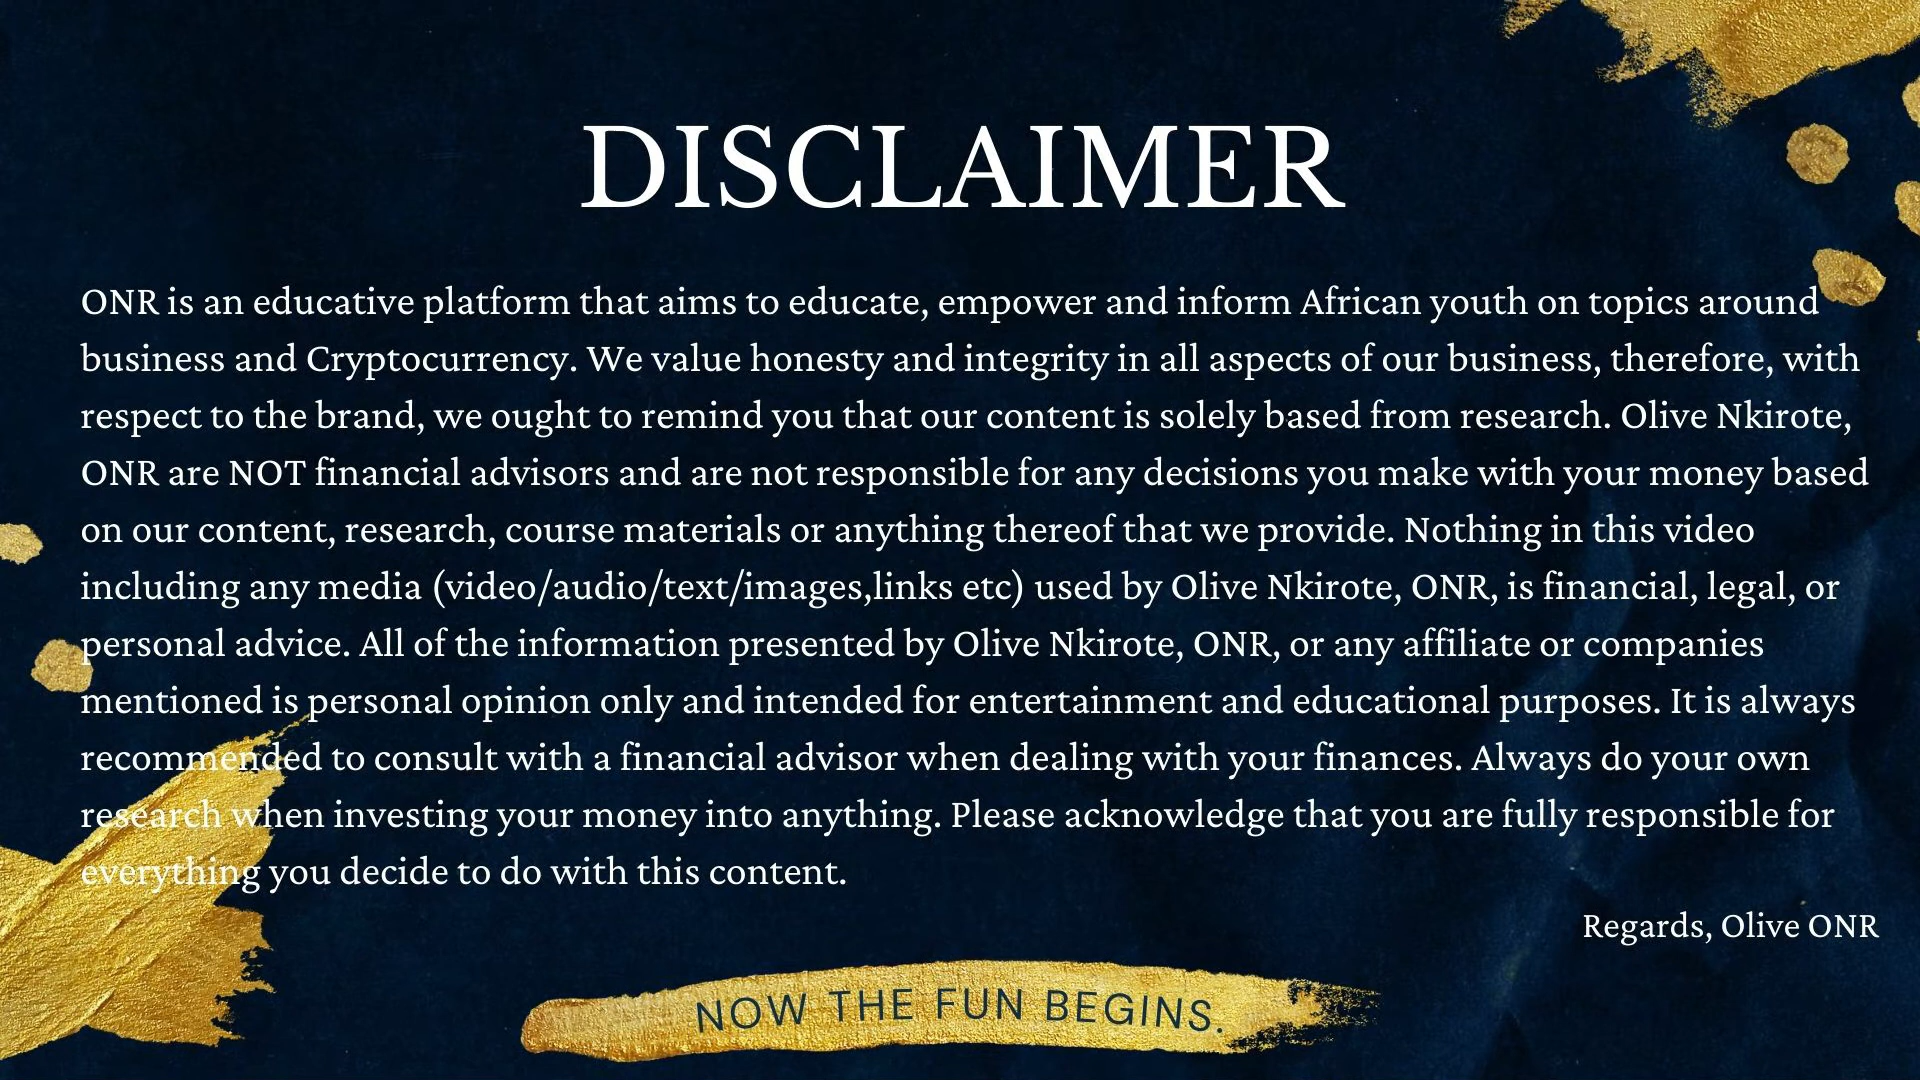 DISCLAIMER
ONR is an educative platform that aims to educate, empower and inform African youth on topics around
business and Cryptocurrency. We value honesty and integrity in all aspects of our business, therefore, with
respect to the brand, we ought to remind you that our content is solely based from research. Olive Nkirote,
ONR are NOT financial advisors and are not responsible for any decisions you make with your money based
on our content, research, course materials or anything thereof that we provide. Nothing in this video
including any media (video/audio/text/images,links etc) used by Olive Nkirote, ONR, is financial, legal, or
personal advice. All of the information presented by Olive Nkirote, ONR, or any affiliate or companies
mentioned is personal opinion only and intended for entertainment and educational purposes. It is always
recommended to consult with a financial advisor when dealing with your finances. Always do your own
research when investing your money into anything. Please acknowledge that you are fully responsible for
everything you decide to do with this content.
Regards, Olive ONR
NOW THE FUN BEGINS.